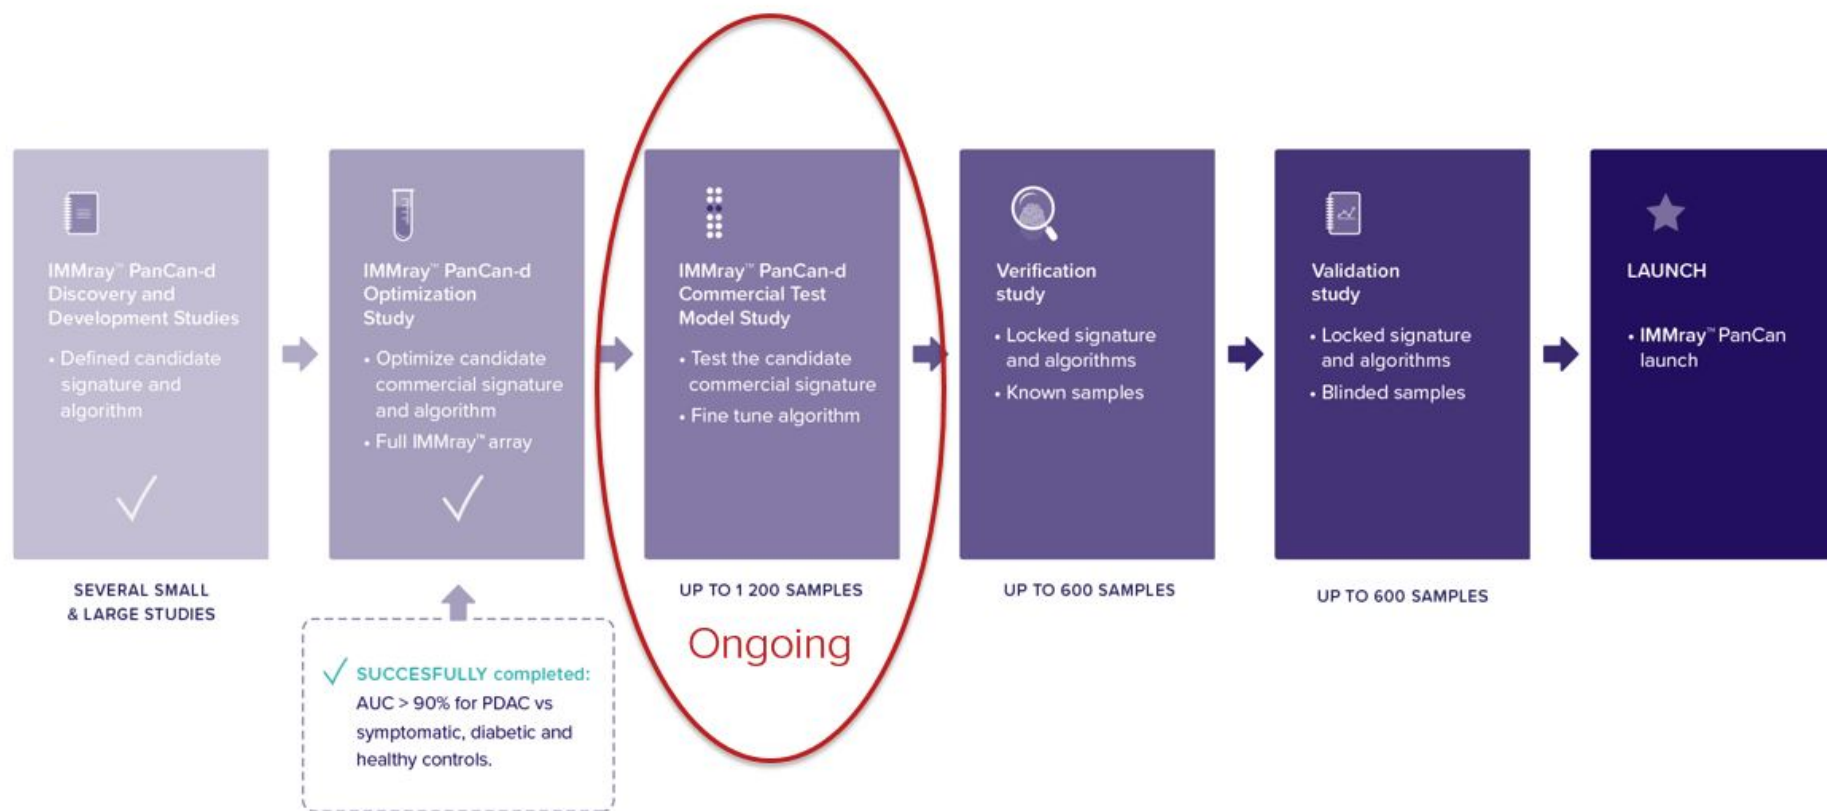 IMMray™ PanCan-d
Discovery and
Development Studies
• Defined candidate
signature and
algorithm
SEVERAL SMALL
& LARGE STUDIES
IMMray™ PanCan-d
Optimization
Study
• Optimize candidate
commercial signature
and algorithm
• Full IMMray™ array
SUCCESFULLY completed:
AUC > 90% for PDAC vs
symptomatic, diabetic and
healthy controls.
IMMray™ PanCan-d
Commercial Test
Model Study
• Test the candidate
commercial signature
• Fine tune algorithm
UP TO 1 200 SAMPLES
Ongoing
Verification
study
• Locked signature
and algorithms
• Known samples
UP TO 600 SAMPLES
Validation
study
• Locked signature
and algorithms
• Blinded samples
UP TO 600 SAMPLES
LAUNCH
• IMMray™ PanCan
launch